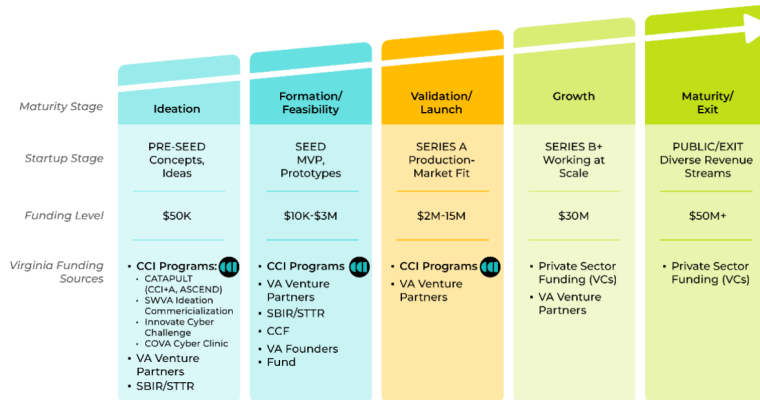 Maturity Stage
Startup Stage
Funding Level
Virginia Funding
Sources
Ideation
PRE-SEED
Concepts,
Ideas
$50K
• CCI Programs:
• CATAPULT
(CCI+A, ASCEND)
• SWVA Ideation
Commericialization
• Innovate Cyber
Challenge
• COVA Cyber Clinic
• VA Venture
Partners
• SBIR/STTR
Formation/
Feasibility
SEED
MVP,
Prototypes
$10K-$3M
• CCI Programs
• VA Venture
Partners
• SBIR/STTR
• CCF
• VA Founders
• Fund
Validation/
Launch
SERIES A
Production-
Market Fit
$2M-15M
• CCI Programs
• VA Venture
Partners
Growth
SERIES B+
Working at
Scale
$30M
• Private Sector
Funding (VCs)
• VA Venture
Partners
Maturity/
Exit
PUBLIC/EXIT
Diverse Revenue
Streams
$50M+
• Private Sector
Funding (VCs)